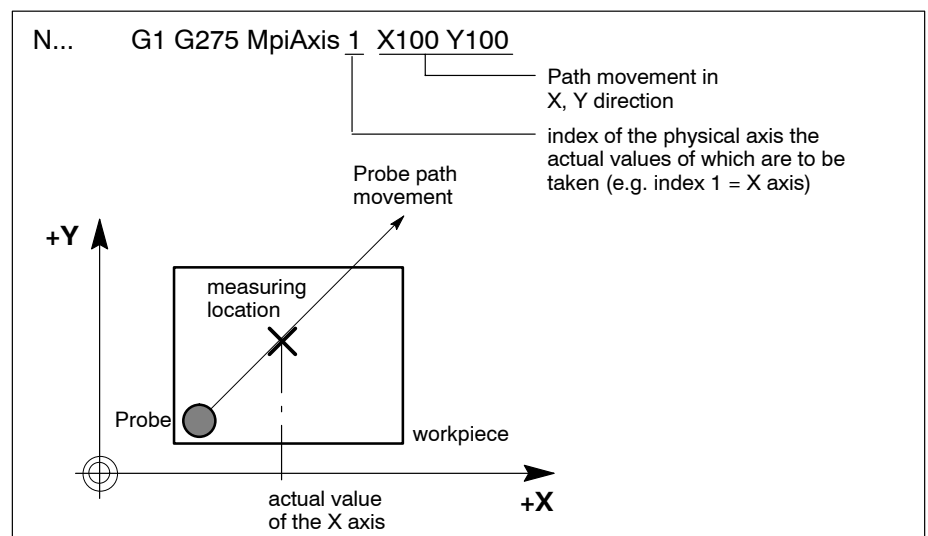 N... G1 G275 MpiAxis 1 X100 Y100
Path movement in
X, Y direction
index of the physical axis the
actual values of which are to be
taken (e.g. index 1 = X axis)
Probe path
movement
+Y
measuring
location
Probe
workpiece
+X
actual value
of the X axis